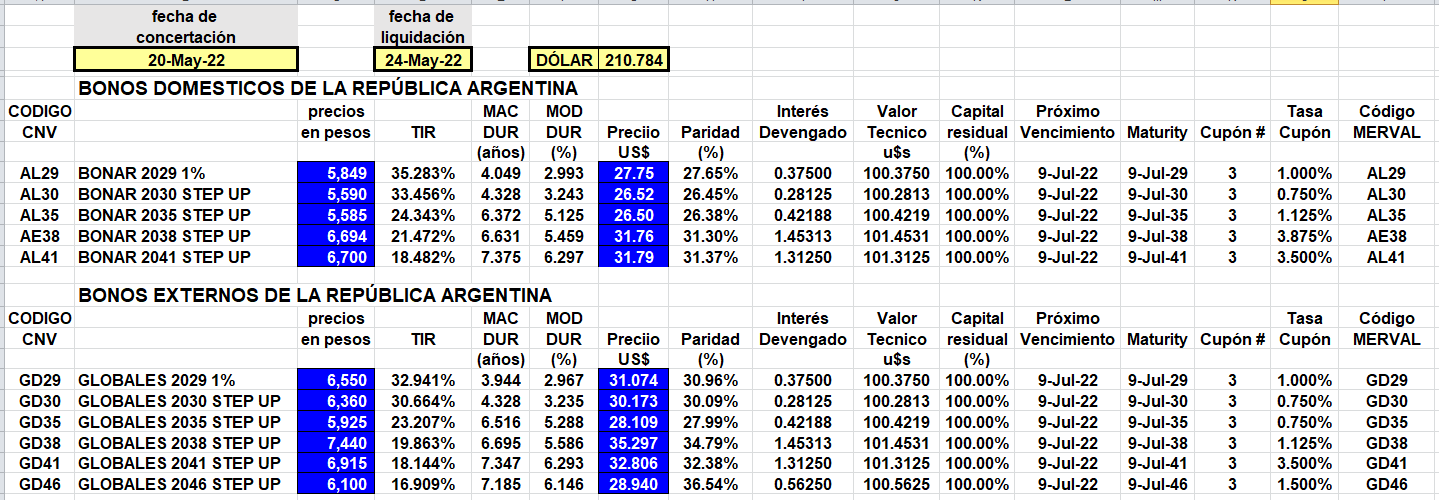 fecha de fecha de
concertación liquidación
20-May-22 24-May-22 DÓLAR 210.784
BONOS DOMESTICOS DE LA REPÚBLICA ARGENTINA
CODIGO precios MAC MOD Interés Valor Capital Próximo Tasa Código
CNV en pesos TIR DUR DUR Preciio Paridad Devengado Tecnico residual Vencimiento Maturity Cupón # Cupón MERVAL
(años) (%) US$ (%) u$s (%)
AL29 BONAR 2029 1% 5,849 35.283% 4.049 2.993 27.75 27.65% 0.37500 100.3750 100.00% 9-Jul-22 9-Jul-29 3 1.000% AL29
AL30 BONAR 2030 STEP UP 5,590 33.456% 4.328 3.243 26.52 26.45% 0.28125 100.2813 100.00% 9-Jul-22 9-Jul-30 3 0.750% AL30
AL35 BONAR 2035 STEP UP 5,585 24.343% 6.372 5.125 26.50 26.38% 0.42188 100.4219 100.00% 9-Jul-22 9-Jul-35 3 1.125% AL35
AE38 BONAR 2038 STEP UP 6,694 21.472% 6.631 5.459 31.76 31.30% 1.45313 101.4531 100.00% 9-Jul-22 9-Jul-38 3 3.875% AE38
AL41 BONAR 2041 STEP UP 6,700 18.482% 7.375 6.297 31.79 31.37% 1.31250 101.3125 100.00% 9-Jul-22 9-Jul-41 3 3.500% AL41
BONOS EXTERNOS DE LA REPÚBLICA ARGENTINA
CODIGO precios MAC MOD Interés Valor Capital Próximo Tasa Código
CNV en pesos TIR DUR DUR Preciio Paridad Devengado Tecnico residual Vencimiento Maturity Cupón # Cupón MERVAL
(años) (%) US$ (%) u$s (%)
GD29 GLOBALES 2029 1% 6,550 32.941% 3.944 2.967 31.074 30.96% 0.37500 100.3750 100.00% 9-Jul-22 9-Jul-29 3 1.000% GD29
GD30 GLOBALES 2030 STEP UP 6,360 30.664% 4.328 3.235 30.173 30.09% 0.28125 100.2813 100.00% 9-Jul-22 9-Jul-30 3 0.750% GD30
GD35 GLOBALES 2035 STEP UP 5,925 23.207% 6.516 5.288 28.109 27.99% 0.42188 100.4219 100.00% 9-Jul-22 9-Jul-35 3 0.750% GD35
GD38 GLOBALES 2038 STEP UP 7,440 19.863% 6.695 5.586 35.297 34.79% 1.45313 101.4531 100.00% 9-Jul-22 9-Jul-38 3 1.125% GD38
GD41 GLOBALES 2041 STEP UP 6,915 18.144% 7.347 6.293 32.806 32.38% 1.31250 101.3125 100.00% 9-Jul-22 9-Jul-41 3 3.500% GD41
GD46 GLOBALES 2046 STEP UP 6,100 16.909% 7.185 6.146 28.940 36.54% 0.56250 100.5625 100.00% 9-Jul-22 9-Jul-46 3 1.500% GD46